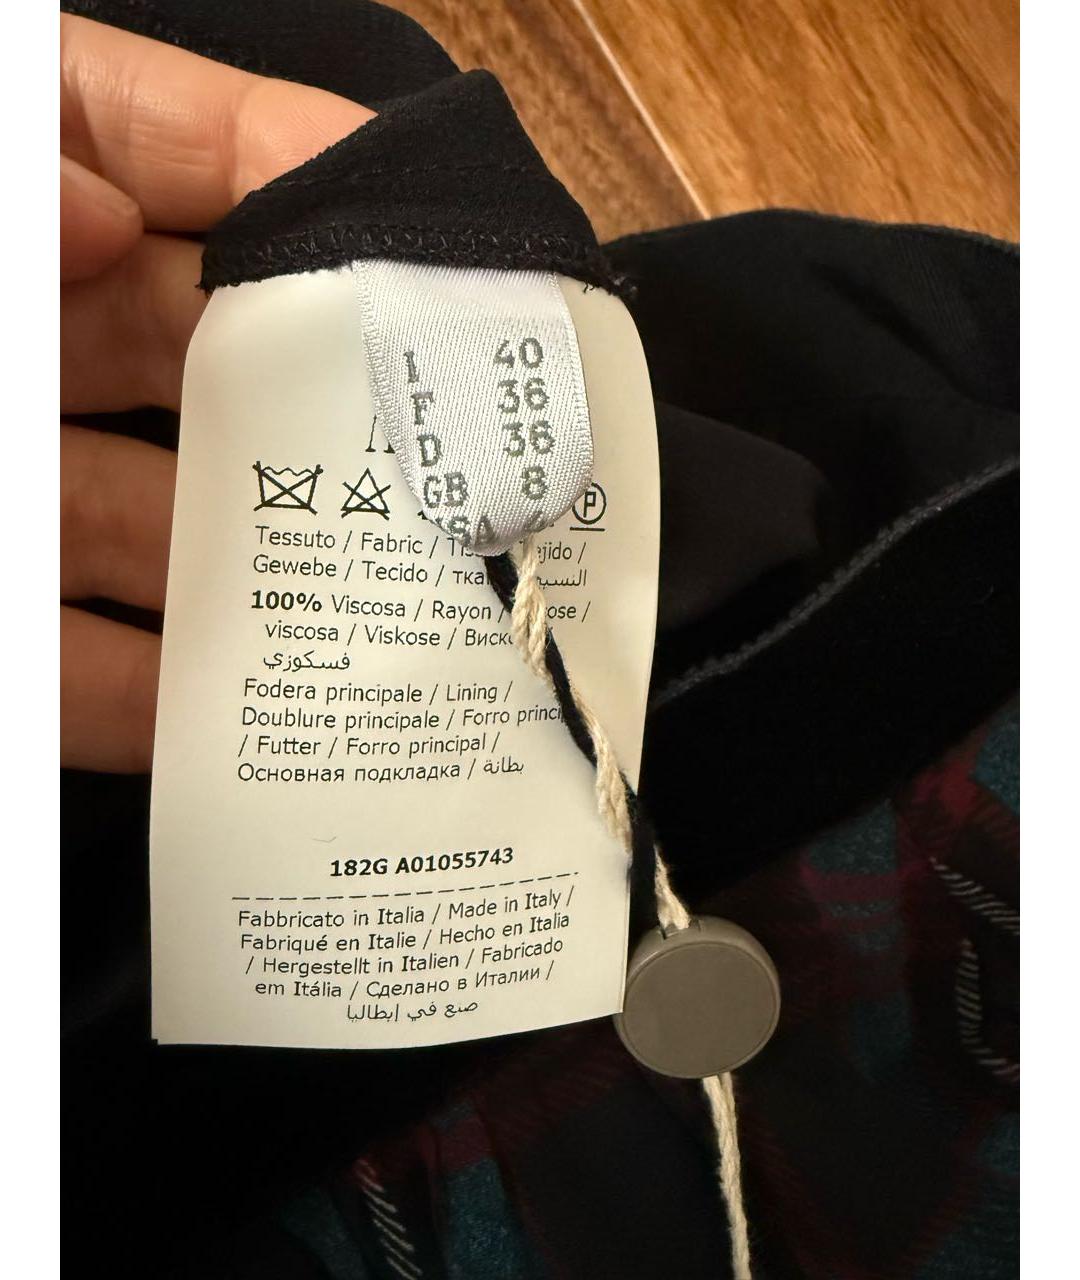 I 40
F 36
D 36
GB 8
SA
P
Tessuto / Fabric /
Gewebe / Tecido /
100% Viscosa / Rayon /
viscosa / Viskose /
فسكوزي
Fodera principale / Lining /
Doublure principale / Forro
/ Futter / Forro principal /
Основная подкладка / بطانة
182G A01055743
Fabbricato in Italia / Made in Italy /
Fabriqué en Italie / Hecho en Italia
/ Hergestellt in Italien / Fabricado
em Itália / Сделано в Италии /
صنع في إيطاليا